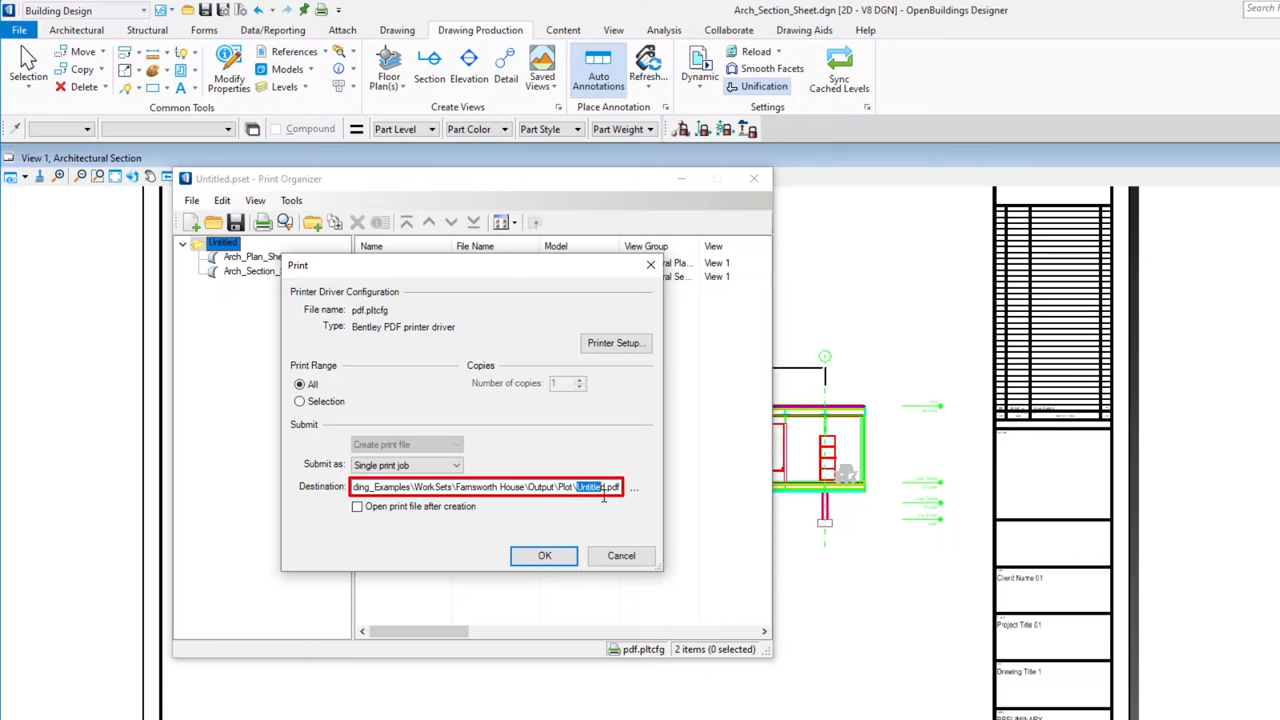 Building Design
Arch_Section_Sheet.dgn [2D - V8 DGN] - OpenBuildings Designer
Search
File Architectural Structural Forms Data/Reporting Attach Drawing Drawing Production Content View Analysis Collaborate Drawing Aids Help
Selection
Move
Copy
Delete
Modify Properties
References
Models
Levels
Common Tools
Floor Plan(s)
Section
Elevation
Detail
Saved Views
Create Views
Auto Annotations
Refresh...
Place Annotation
Dynamic
Reload
Smooth Facets
Unification
Sync Cached Levels
Settings
Compound
Part Level
Part Color
Part Style
Part Weight
View 1, Architectural Section
Untitled.pset - Print Organizer
File Edit View Tools
Untitled
Arch_Plan_She
Arch_Section_
Name File Name Model View Group View
ral Pla... View 1
ral Se... View 1
Print
Printer Driver Configuration
File name: pdf.pltcfg
Type: Bentley PDF printer driver
Printer Setup...
Print Range
All
Selection
Copies
Number of copies: 1
Submit
Create print file
Submit as: Single print job
Destination: ding_Examples\WorkSets\Farnsworth House\Output\Plot\Untitled.pdf ...
Open print file after creation
OK Cancel
pdf.pltcfg 2 items (0 selected)
Client Name 01
Project Title 01
Drawing Title 1
PRELIMINARY